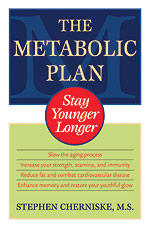 THE
METABOLIC
PLAN
Stay
Younger
Longer
Slow the aging process
Increase your strength, stamina, and immunity
Reduce fat and combat cardiovascular disease
Enhance memory and restore your youthful glow
STEPHEN CHERNISKE, M.S.